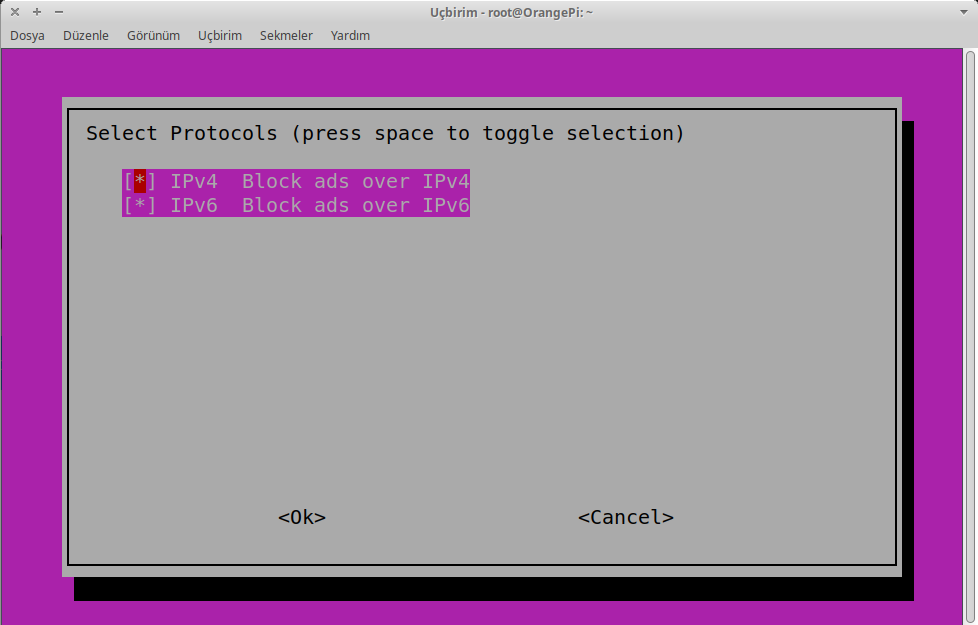 Uçbirim - root@OrangePi: ~
Dosya Düzenle Görünüm Uçbirim Sekmeler Yardım
Select Protocols (press space to toggle selection)
[*] IPv4  Block ads over IPv4
[*] IPv6  Block ads over IPv6
<Ok> <Cancel>